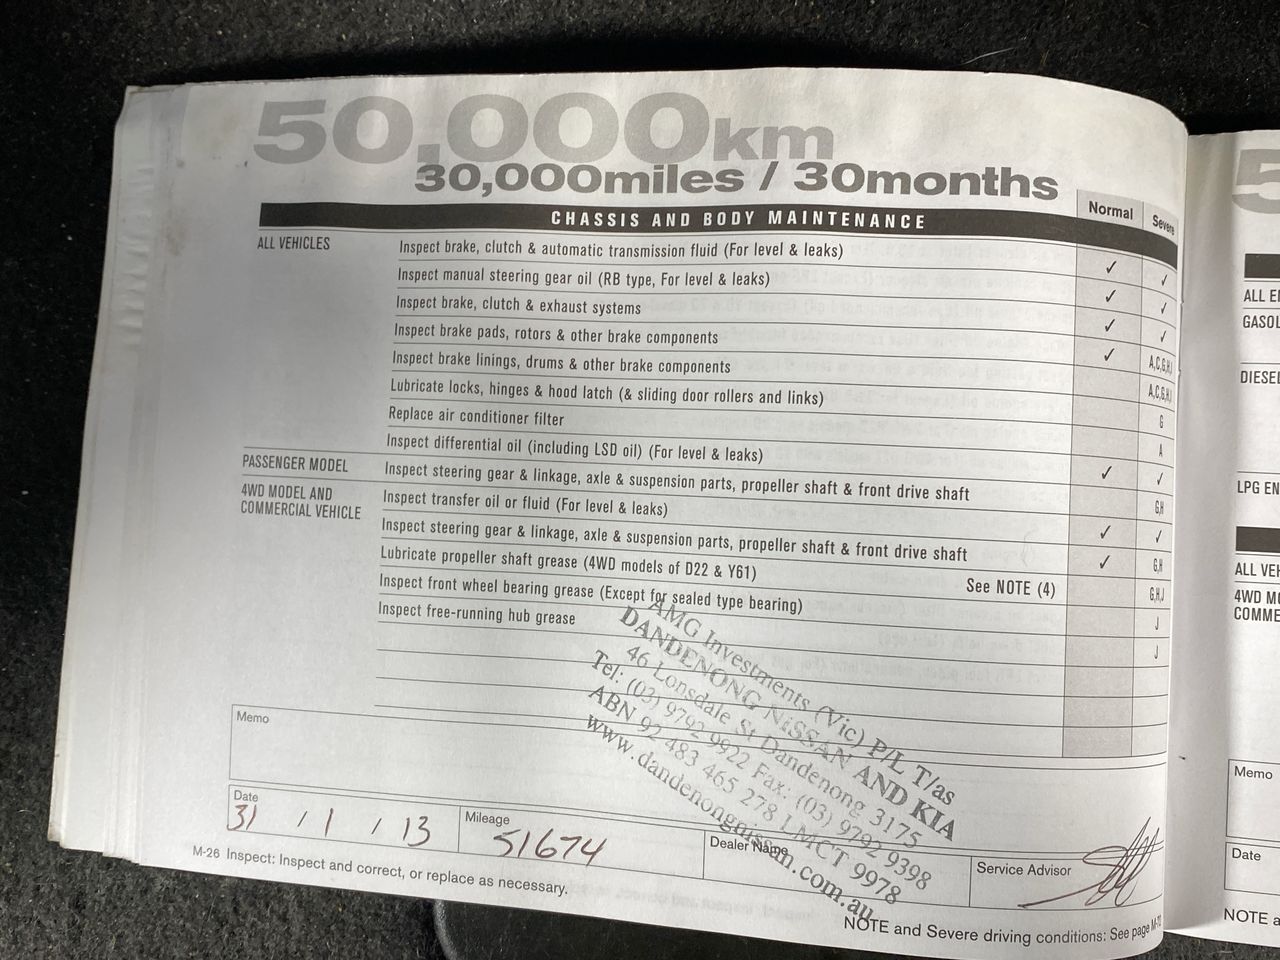 50,000km
30,000miles / 30months
Normal Severe
CHASSIS AND BODY MAINTENANCE
ALL VEHICLES Inspect brake, clutch & automatic transmission fluid (For level & leaks) ✓ ✓
Inspect manual steering gear oil (RB type, For level & leaks) ✓ ✓
Inspect brake, clutch & exhaust systems ✓ ✓
Inspect brake pads, rotors & other brake components ✓ A,C,G,H,I
Inspect brake linings, drums & other brake components A,C,G,H,I
Lubricate locks, hinges & hood latch (& sliding door rollers and links) G
Replace air conditioner filter A
Inspect differential oil (including LSD oil) (For level & leaks) ✓ ✓
PASSENGER MODEL Inspect steering gear & linkage, axle & suspension parts, propeller shaft & front drive shaft G,H
4WD MODEL AND COMMERCIAL VEHICLE Inspect transfer oil or fluid (For level & leaks) ✓ ✓
Inspect steering gear & linkage, axle & suspension parts, propeller shaft & front drive shaft ✓ G,H
Lubricate propeller shaft grease (4WD models of D22 & Y61) See NOTE (4) G,H,J
Inspect front wheel bearing grease (Except for sealed type bearing) J
Inspect free-running hub grease J
AMG Investments (Vic) P/L T/as
DANDENONG NISSAN AND KIA
46 Lonsdale St Dandenong 3175
Tel: (03) 9792 9922 Fax: (03) 9792 9398
ABN 92 483 465 278 LMCT 9978
www.dandenongnissan.com.au
Memo
Date 31 / 1 / 13
Mileage 51674
Dealer Name
Service Advisor
M-26 Inspect: Inspect and correct, or replace as necessary.
NOTE and Severe driving conditions: See page
5
ALL
GASOL
DIESEL
LPG EN
ALL VEH
4WD MO
COMME
Memo
Date
NOTE a